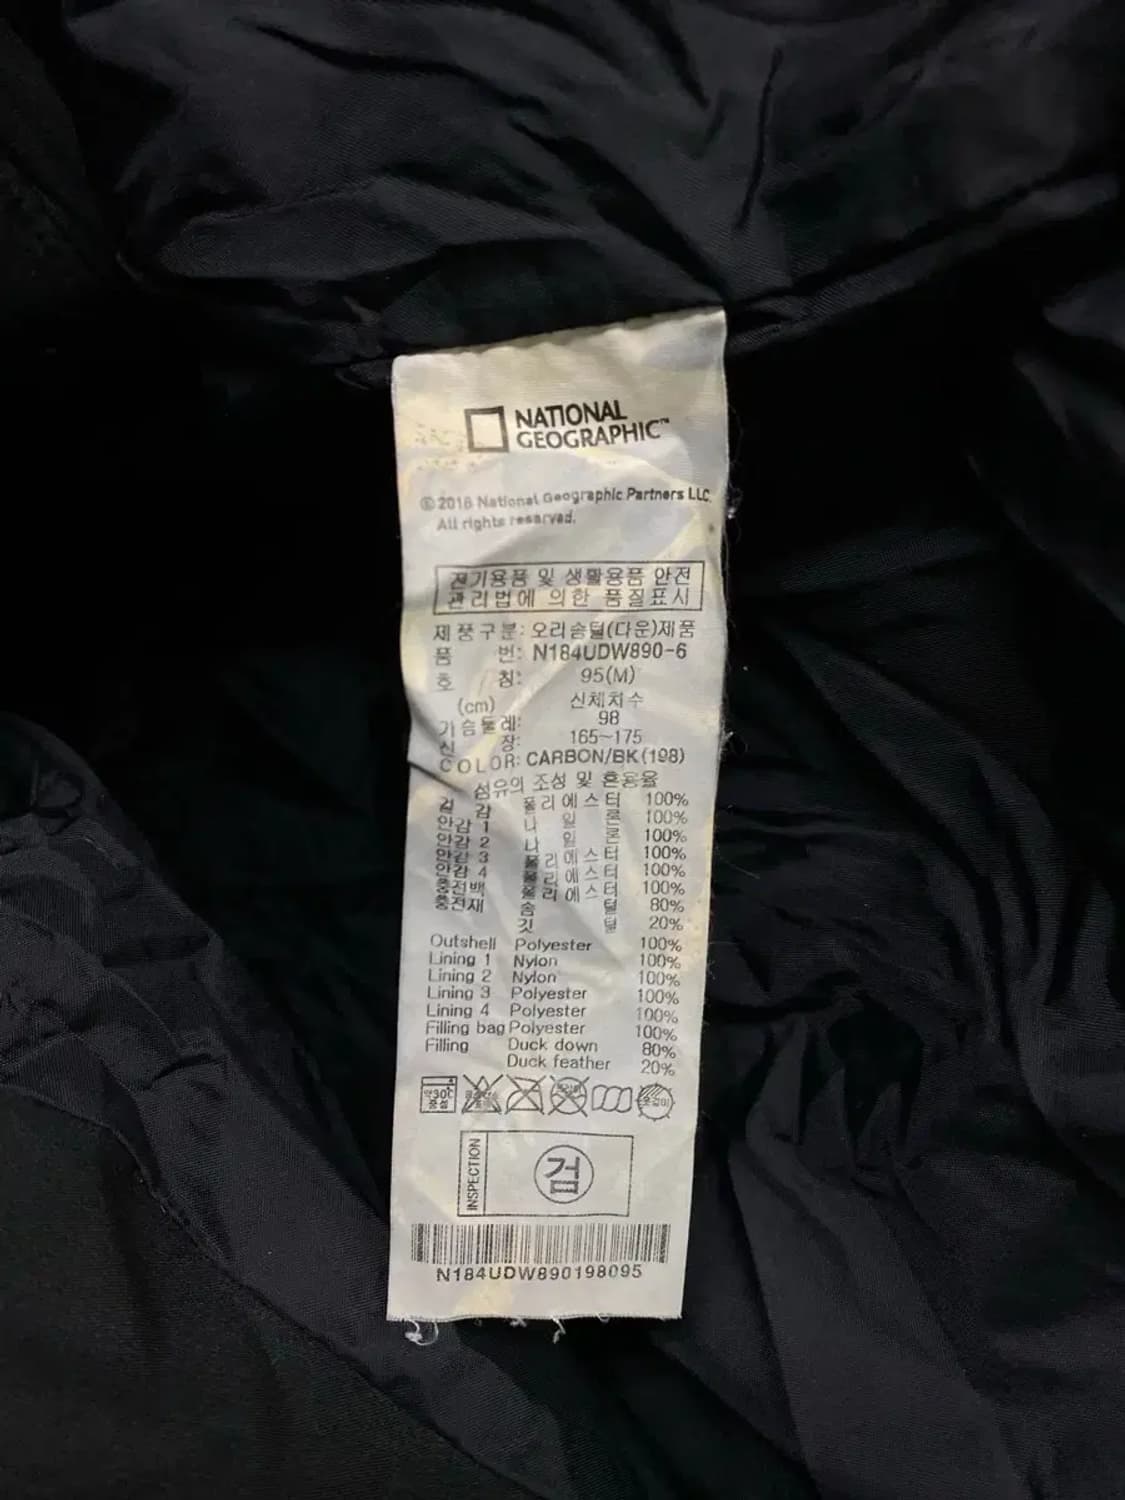 NATIONAL
GEOGRAPHIC™
©2018 National Geographic Partners LLC.
All rights reserved.
전기용품 및 생활용품 안전
관리법에 의한 품질표시
제품구분: 오리솜털(다운)제품
품 번: N184UDW890-6
호 칭: 95(M)
(cm) 신체치수
가슴둘레: 98
신 장: 165~175
COLOR: CARBON/BK(198)
섬유의 조성 및 혼용율
겉 감 폴리에스터 100%
안감 1 나 일 론 100%
안감 2 나 일 론 100%
안감 3 폴리에스터 100%
안감 4 폴리에스터 100%
충전백 폴리에스터 100%
충전재 솜 털 80%
깃 털 20%
Outshell Polyester 100%
Lining 1 Nylon 100%
Lining 2 Nylon 100%
Lining 3 Polyester 100%
Lining 4 Polyester 100%
Filling bag Polyester 100%
Filling Duck down 80%
Duck feather 20%
약30℃
중성
옷걸이
INSPECTION
검
N184UDW890198095